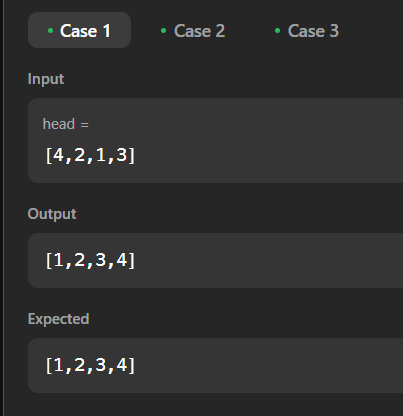 Case 1 Case 2 Case 3
Input
head =
[4,2,1,3]
Output
[1,2,3,4]
Expected
[1,2,3,4]